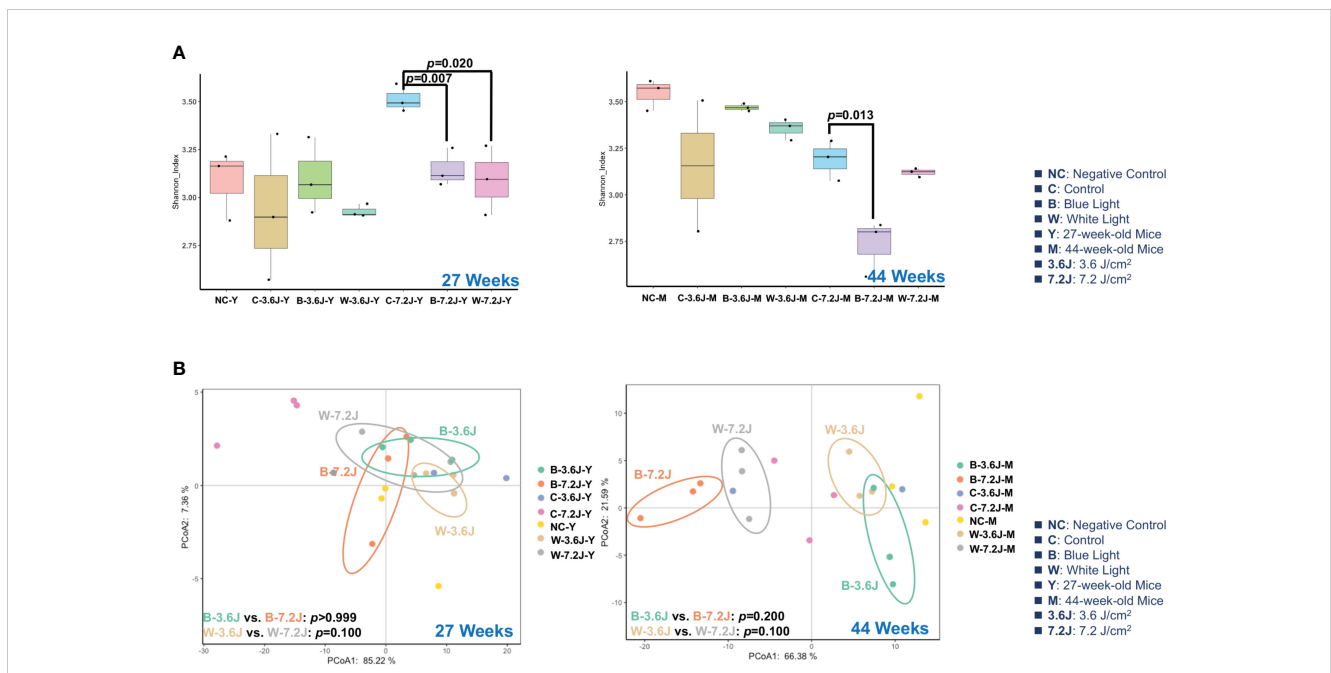 A
p=0.020
p=0.007
Shannon_Index
3.50
3.25
3.00
2.75
27 Weeks
NC-Y C-3.6J-Y B-3.6J-Y W-3.6J-Y C-7.2J-Y B-7.2J-Y W-7.2J-Y
p=0.013
Shannon_Index
3.50
3.25
3.00
2.75
44 Weeks
NC-M C-3.6J-M B-3.6J-M W-3.6J-M C-7.2J-M B-7.2J-M W-7.2J-M
NC: Negative Control
C: Control
B: Blue Light
W: White Light
Y: 27-week-old Mice
M: 44-week-old Mice
3.6J: 3.6 J/cm²
7.2J: 7.2 J/cm²
B
PCoA2: 7.36 %
5
0
-5
W-7.2J
B-3.6J
B-7.2J
W-3.6J
B-3.6J vs. B-7.2J: p>0.999
W-3.6J vs. W-7.2J: p=0.100
27 Weeks
-30 -20 -10 0 10 20
PCoA1: 85.22 %
B-3.6J-Y
B-7.2J-Y
C-3.6J-Y
C-7.2J-Y
NC-Y
W-3.6J-Y
W-7.2J-Y
PCoA2: 21.59 %
10
5
0
-5
-10
W-7.2J
W-3.6J
B-7.2J
B-3.6J
B-3.6J vs. B-7.2J: p=0.200
W-3.6J vs. W-7.2J: p=0.100
44 Weeks
-20 -10 0 10
PCoA1: 66.38 %
B-3.6J-M
B-7.2J-M
C-3.6J-M
C-7.2J-M
NC-M
W-3.6J-M
W-7.2J-M
NC: Negative Control
C: Control
B: Blue Light
W: White Light
Y: 27-week-old Mice
M: 44-week-old Mice
3.6J: 3.6 J/cm²
7.2J: 7.2 J/cm²